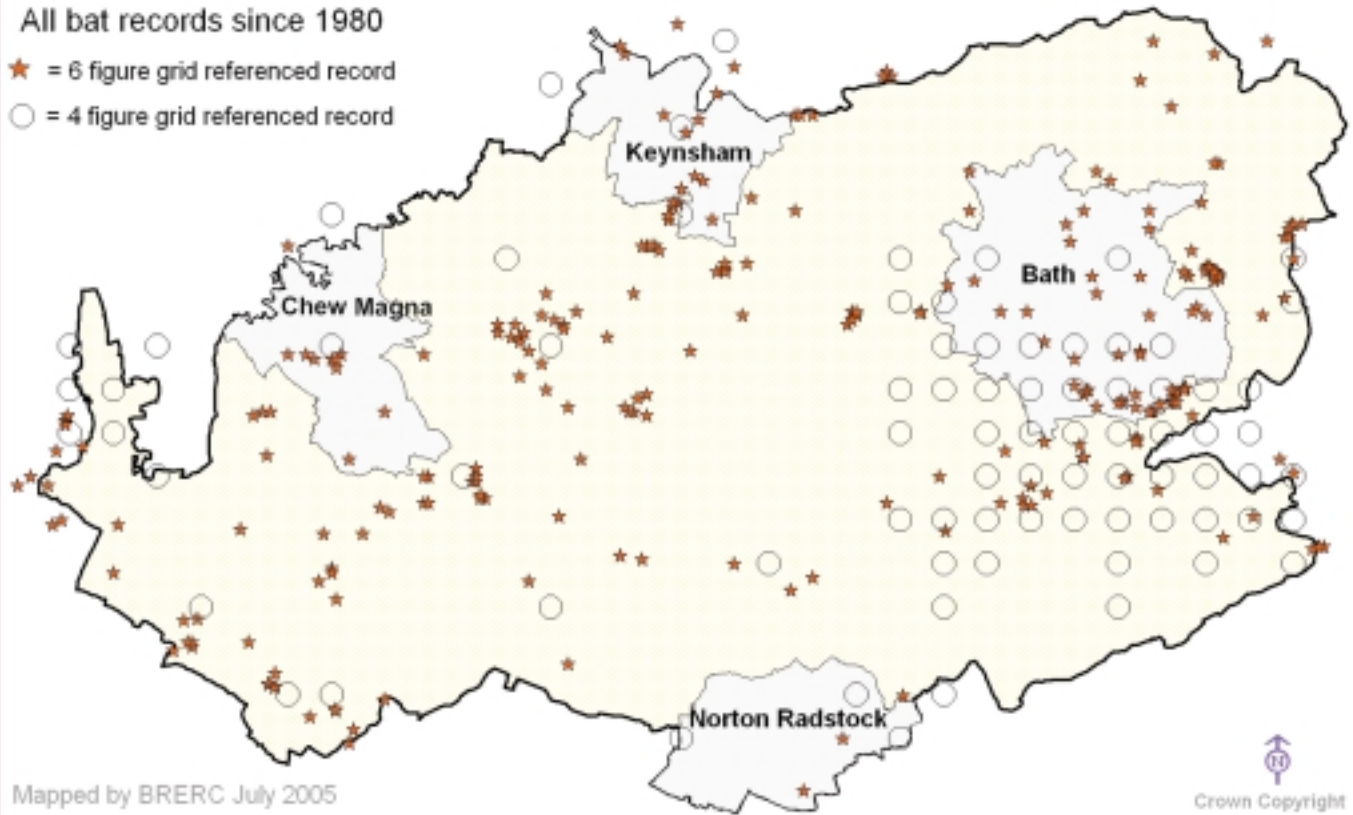 All bat records since 1980
= 6 figure grid referenced record
= 4 figure grid referenced record
Keynsham
Bath
Chew Magna
Norton Radstock
Mapped by BRERC July 2005
N
Crown Copyright